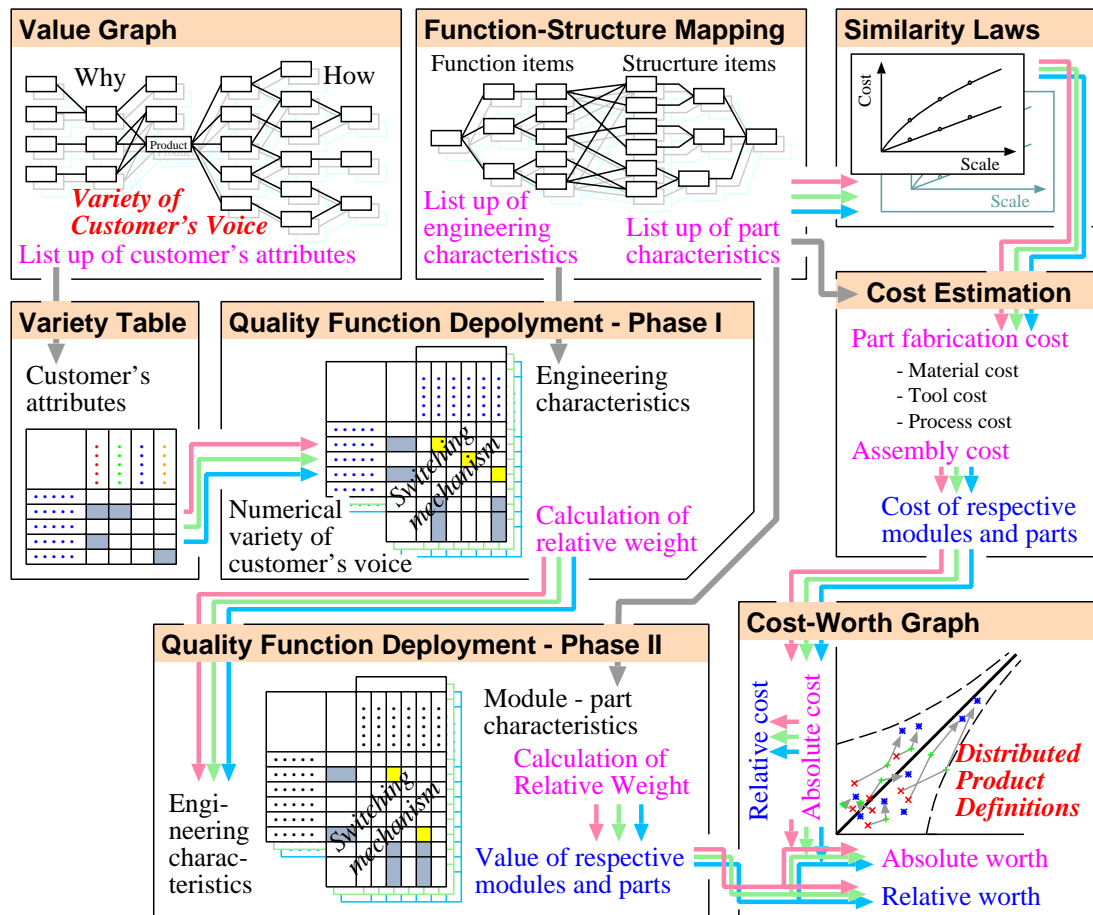 Value Graph
Why
How
Product
Variety of
Customer's Voice
List up of customer's attributes
Function-Structure Mapping
Function items
Strucrture items
List up of
engineering
characteristics
List up of part
characteristics
Similarity Laws
Cost
Scale
Scale
Variety Table
Customer's
attributes
Quality Function Depolyment - Phase I
Engineering
characteristics
Switching
mechanism
Numerical
variety of
customer's voice
Calculation of
relative weight
Cost Estimation
Part fabrication cost
- Material cost
- Tool cost
- Process cost
Assembly cost
Cost of respective
modules and parts
Quality Function Deployment - Phase II
Module - part
characteristics
Calculation of
Relative Weight
Switching
mechanism
Engi-
neering
charac-
teristics
Value of respective
modules and parts
Cost-Worth Graph
Relative cost
Absolute cost
Distributed
Product
Definitions
Absolute worth
Relative worth